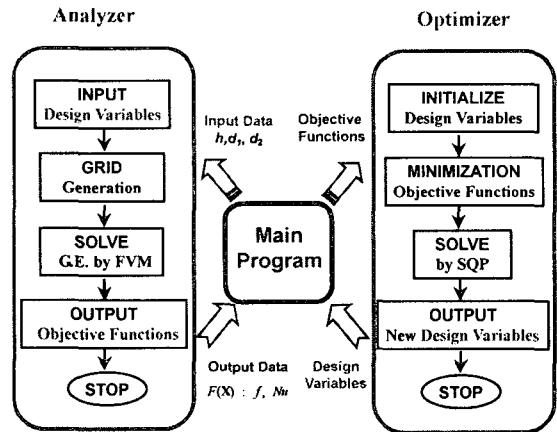 Analyzer
INPUT
Design Variables
GRID
Generation
SOLVE
G.E. by FVM
OUTPUT
Objective Functions
STOP
Input Data
h,d₁, d₂
Objective
Functions
Main
Program
Output Data
F(X) : f, Nu
Design
Variables
Optimizer
INITIALIZE
Design Variables
MINIMIZATION
Objective Functions
SOLVE
by SQP
OUTPUT
New Design Variables
STOP